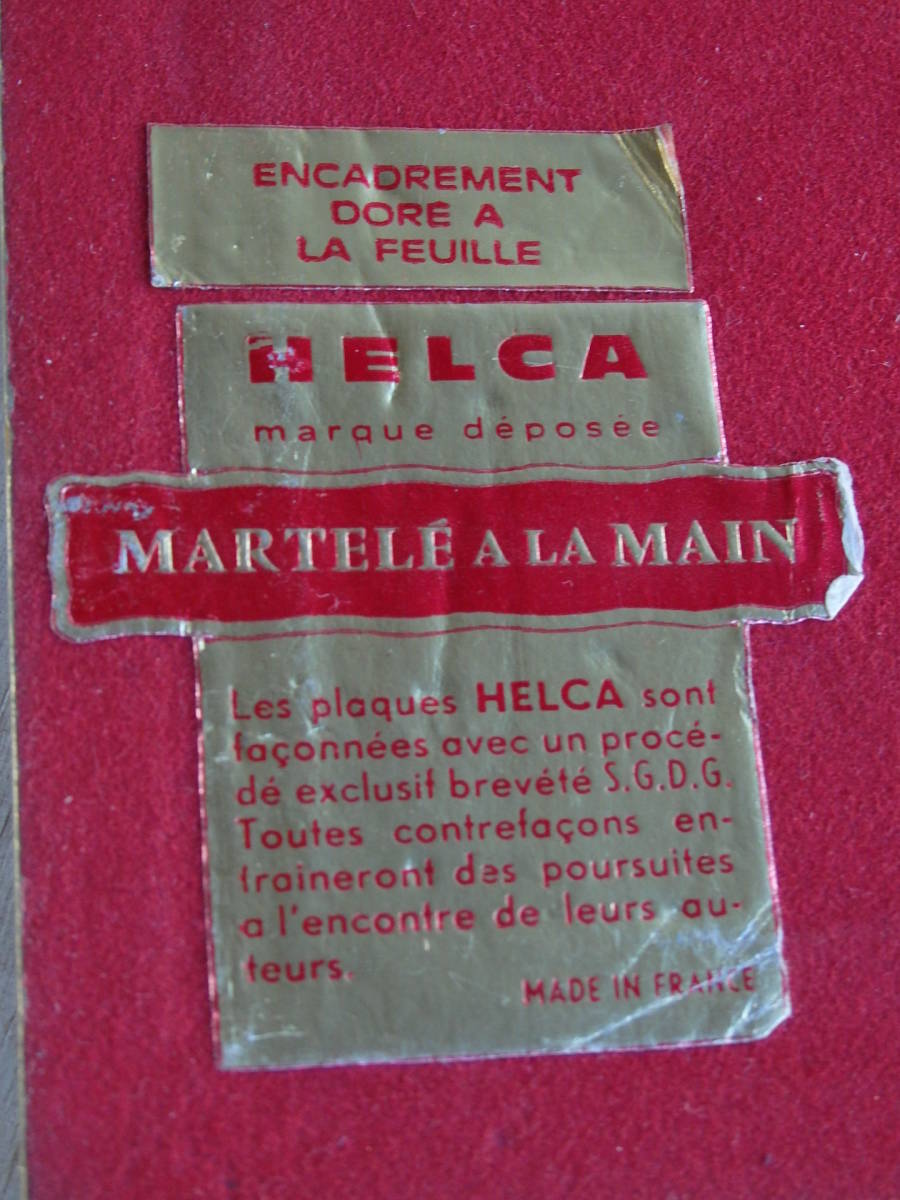 ENCADREMENT
DORÉ A
LA FEUILLE
HELCA
marque déposée
MARTELÉ A LA MAIN
Les plaques HELCA sont
façonnées avec un procé-
dé exclusif brevété S.G.D.G.
Toutes contrefaçons en-
traineront des poursuites
a l'encontre de leurs au-
teurs.
MADE IN FRANCE